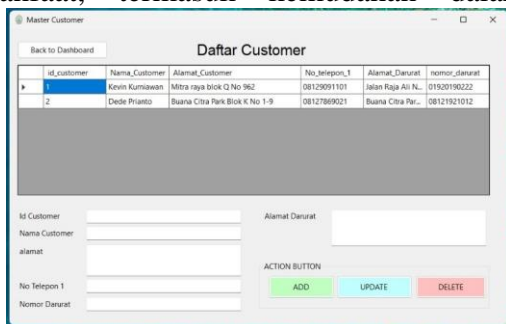 Master Customer
Back to Dashboard
Daftar Customer
id_customer Nama_Customer Alamat_Customer No_telepon_1 Alamat_Darurat nomor_darurat
1 Kevin Kurniawan Mitra raya blok Q No 962 08129091101 Jalan Raja Ali N... 01920190222
2 Dede Prianto Buana Citra Park Blok K No 1-9 08127869021 Buana Citra Par... 08121921012
Id Customer
Alamat Darurat
Nama Customer
alamat
ACTION BUTTON
No Telepon 1
ADD UPDATE DELETE
Nomor Darurat